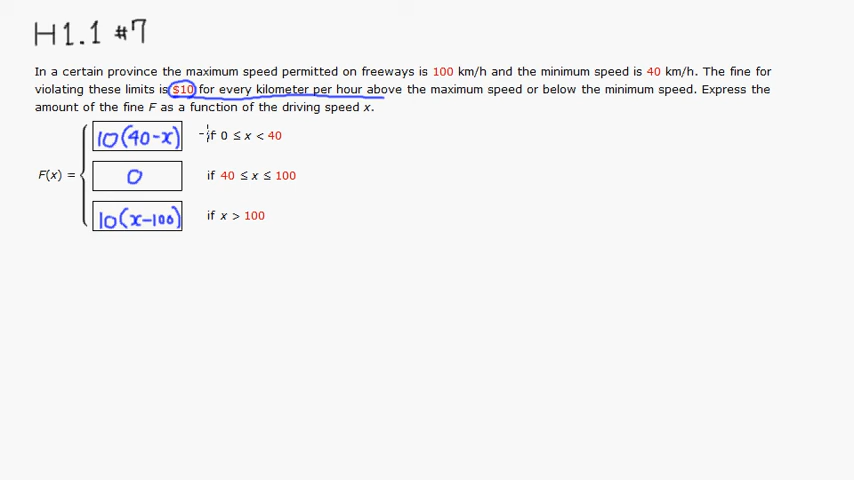 H1.1 #7
In a certain province the maximum speed permitted on freeways is 100 km/h and the minimum speed is 40 km/h. The fine for
violating these limits is $10 for every kilometer per hour above the maximum speed or below the minimum speed. Express the
amount of the fine F as a function of the driving speed x.
10(40-x) if 0 ≤ x < 40
F(x) = 0 if 40 ≤ x ≤ 100
10(x-100) if x > 100